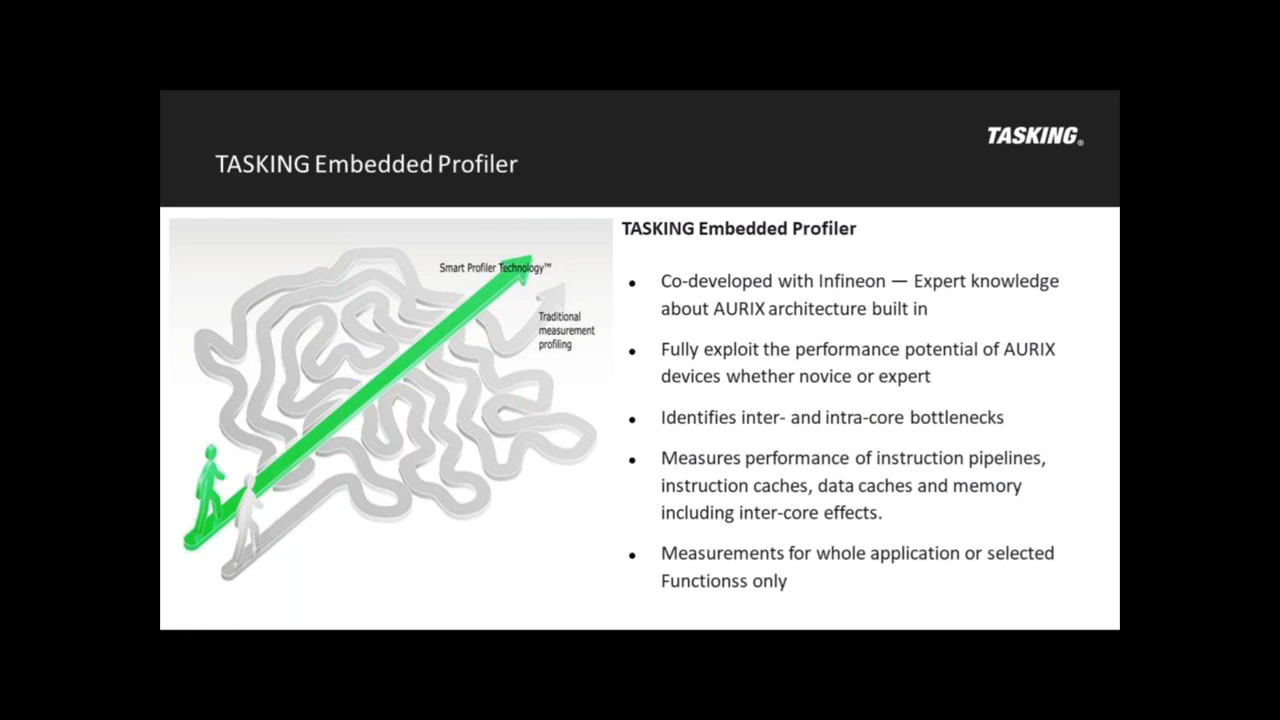 TASKING®
TASKING Embedded Profiler
Smart Profiler Technology™
Traditional
measurement
profiling
TASKING Embedded Profiler
• Co-developed with Infineon — Expert knowledge
about AURIX architecture built in
• Fully exploit the performance potential of AURIX
devices whether novice or expert
• Identifies inter- and intra-core bottlenecks
• Measures performance of instruction pipelines,
instruction caches, data caches and memory
including inter-core effects.
• Measurements for whole application or selected
Functionss only